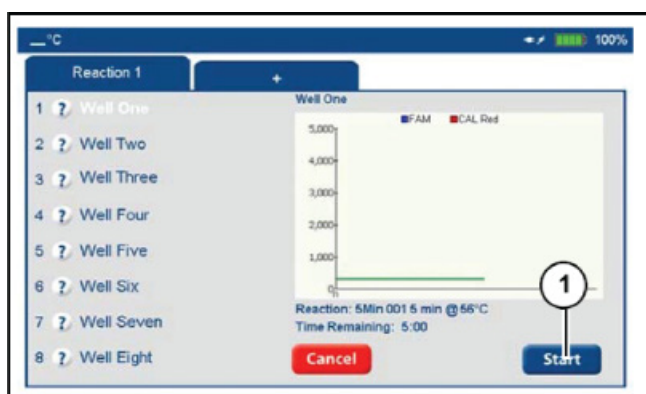 __°C 100%
Reaction 1 +
1 ? Well One
2 ? Well Two
3 ? Well Three
4 ? Well Four
5 ? Well Five
6 ? Well Six
7 ? Well Seven
8 ? Well Eight
Well One
FAM CAL Red
5,000
4,000
3,000
2,000
1,000
0
Reaction: 5Min 001 5 min @56°C
Time Remaining: 5:00
Cancel Start
1